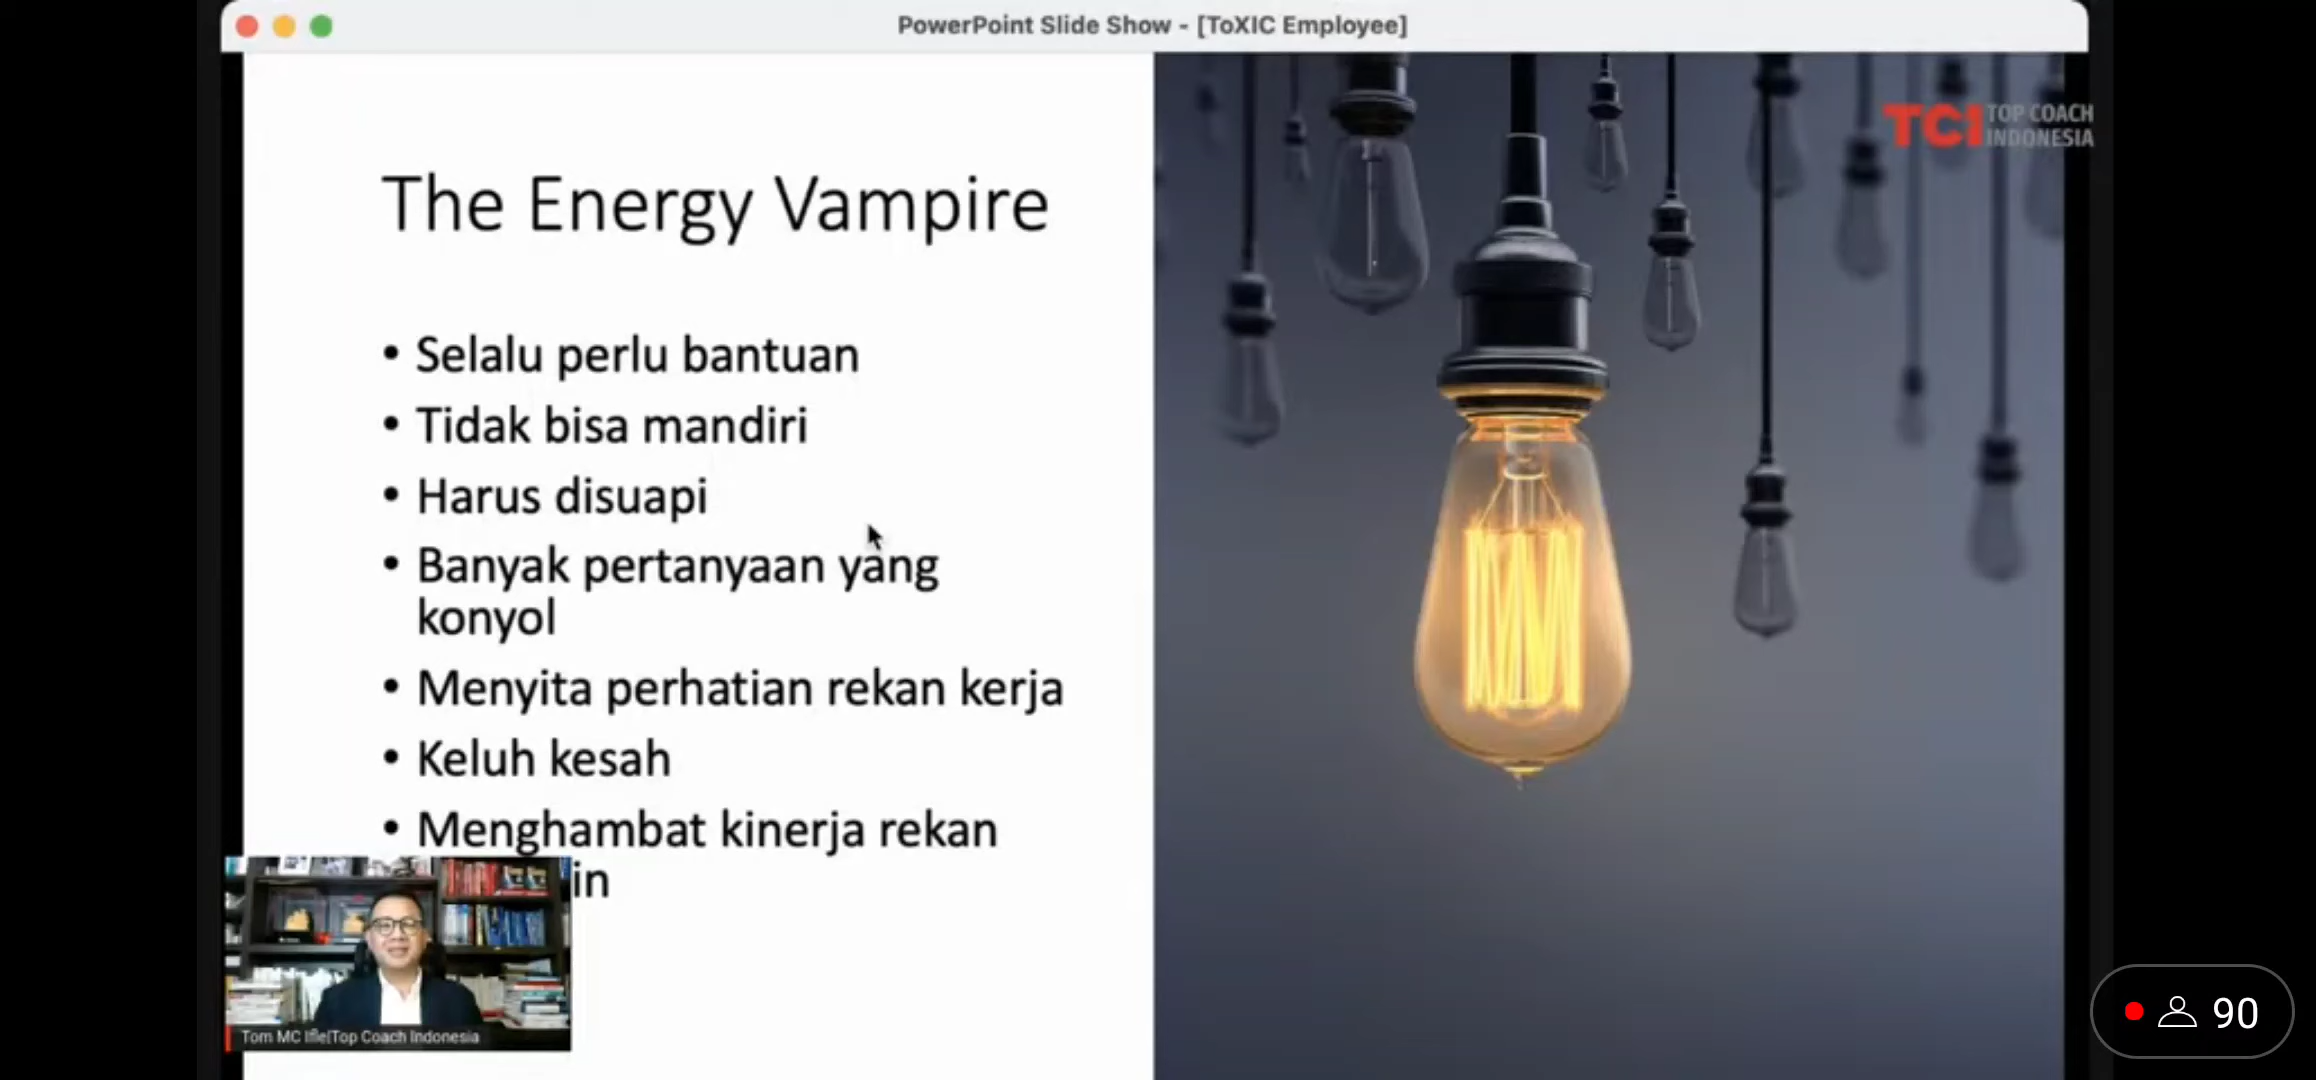 PowerPoint Slide Show - [ToXIC Employee]
TCI TOP COACH
INDONESIA
The Energy Vampire
• Selalu perlu bantuan
• Tidak bisa mandiri
• Harus disuapi
• Banyak pertanyaan yang
konyol
• Menyita perhatian rekan kerja
• Keluh kesah
• Menghambat kinerja rekan
in
Tom MC Ifle|Top Coach Indonesia
90